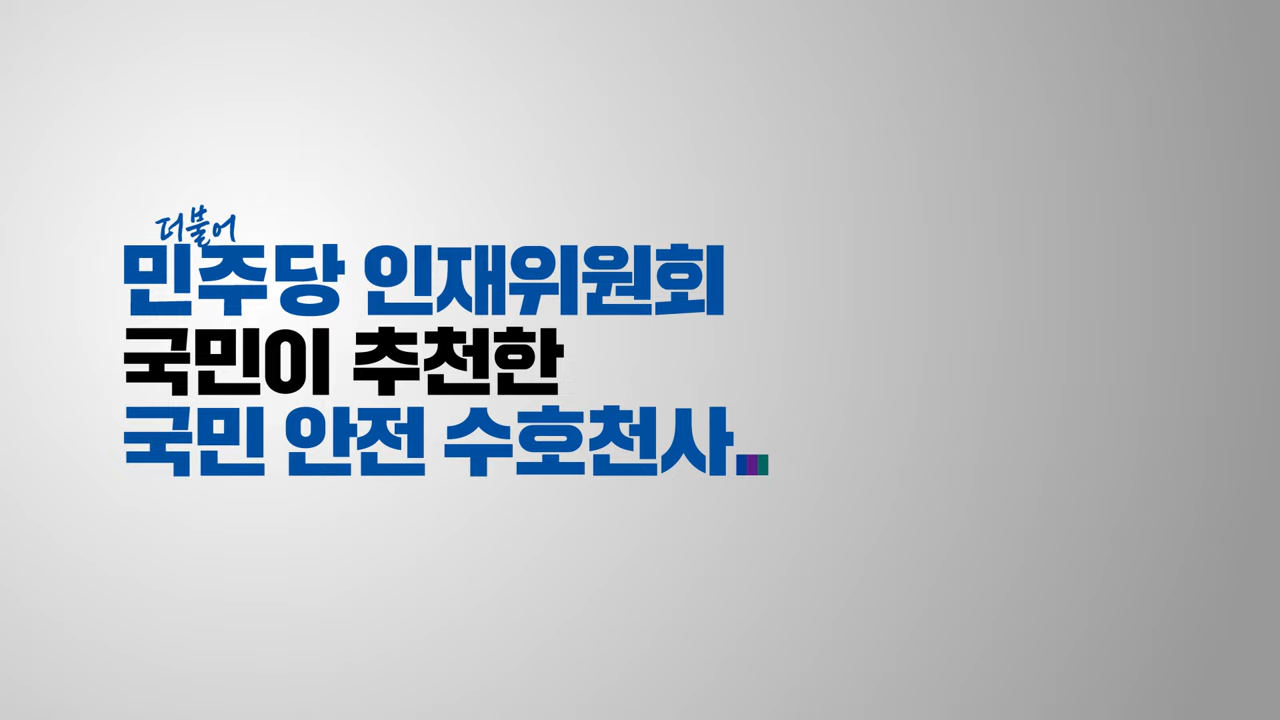 더불어
민주당 인재위원회
국민이 추천한
국민 안전 수호천사